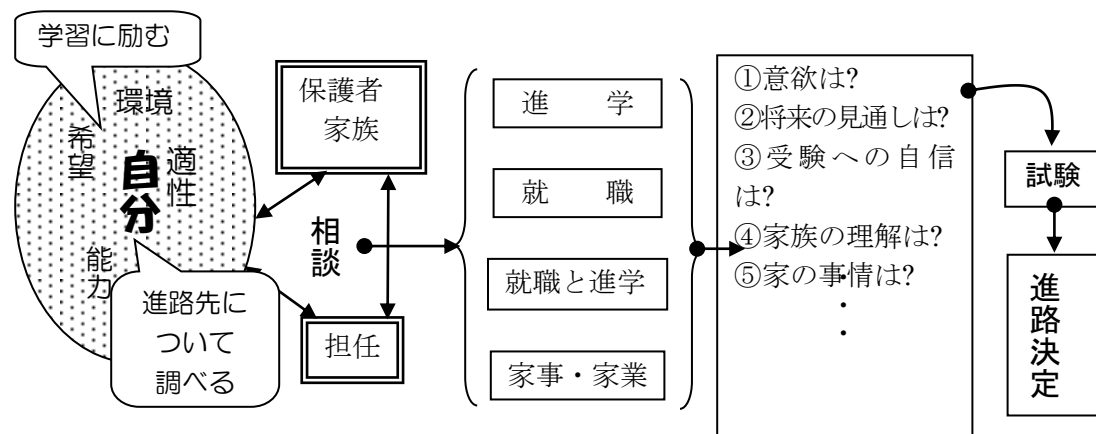 学習に励む
環境
希望
適性
自分
能力
進路先に
ついて
調べる
保護者
家族
相談
担任
進　　学
就　　職
就職と進学
家事・家業
①意欲は?
②将来の見通しは?
③受験への自信
は?
④家族の理解は?
⑤家の事情は?
・
・
・
試験
進路決定